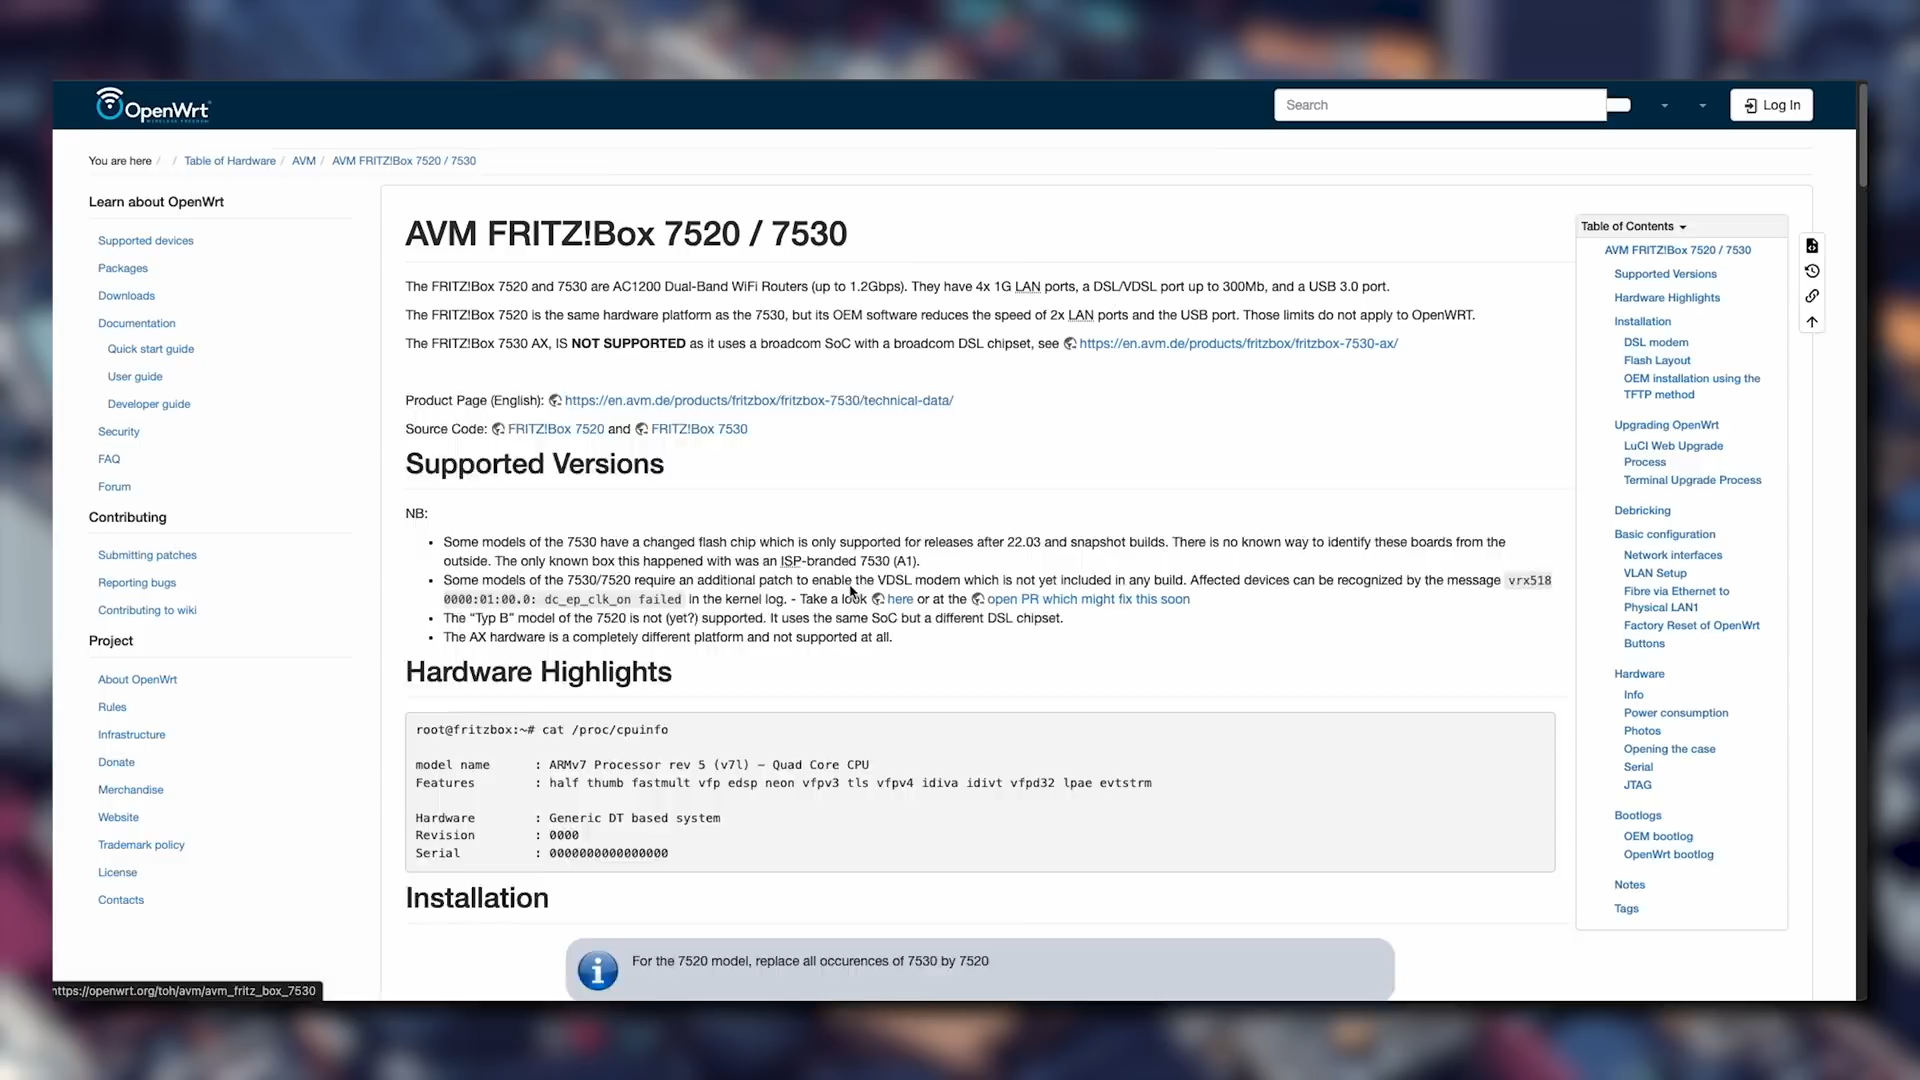 OpenWrt
WIRELESS FREEDOM
Search
Log In
You are here / / Table of Hardware / AVM / AVM FRITZ!Box 7520 / 7530
Learn about OpenWrt
Supported devices
Packages
Downloads
Documentation
Quick start guide
User guide
Developer guide
Security
FAQ
Forum
Contributing
Submitting patches
Reporting bugs
Contributing to wiki
Project
About OpenWrt
Rules
Infrastructure
Donate
Merchandise
Website
Trademark policy
License
Contacts
AVM FRITZ!Box 7520 / 7530
The FRITZ!Box 7520 and 7530 are AC1200 Dual-Band WiFi Routers (up to 1.2Gbps). They have 4x 1G LAN ports, a DSL/VDSL port up to 300Mb, and a USB 3.0 port.
The FRITZ!Box 7520 is the same hardware platform as the 7530, but its OEM software reduces the speed of 2x LAN ports and the USB port. Those limits do not apply to OpenWRT.
The FRITZ!Box 7530 AX, IS NOT SUPPORTED as it uses a broadcom SoC with a broadcom DSL chipset, see https://en.avm.de/products/fritzbox/fritzbox-7530-ax/
Product Page (English): https://en.avm.de/products/fritzbox/fritzbox-7530/technical-data/
Source Code: FRITZ!Box 7520 and FRITZ!Box 7530
Supported Versions
NB:
• Some models of the 7530 have a changed flash chip which is only supported for releases after 22.03 and snapshot builds. There is no known way to identify these boards from the
outside. The only known box this happened with was an ISP-branded 7530 (A1).
• Some models of the 7530/7520 require an additional patch to enable the VDSL modem which is not yet included in any build. Affected devices can be recognized by the message vrx518
0000:01:00.0: dc_ep_clk_on failed in the kernel log. - Take a look here or at the open PR which might fix this soon
• The “Typ B” model of the 7520 is not (yet?) supported. It uses the same SoC but a different DSL chipset.
• The AX hardware is a completely different platform and not supported at all.
Hardware Highlights
root@fritzbox:~# cat /proc/cpuinfo
model name : ARMv7 Processor rev 5 (v7l) – Quad Core CPU
Features : half thumb fastmult vfp edsp neon vfpv3 tls vfpv4 idiva idivt vfpd32 lpae evtstrm
Hardware : Generic DT based system
Revision : 0000
Serial : 0000000000000000
Installation
For the 7520 model, replace all occurences of 7530 by 7520
Table of Contents
AVM FRITZ!Box 7520 / 7530
Supported Versions
Hardware Highlights
Installation
DSL modem
Flash Layout
OEM installation using the
TFTP method
Upgrading OpenWrt
LuCI Web Upgrade
Process
Terminal Upgrade Process
Debricking
Basic configuration
Network interfaces
VLAN Setup
Fibre via Ethernet to
Physical LAN1
Factory Reset of OpenWrt
Buttons
Hardware
Info
Power consumption
Photos
Opening the case
Serial
JTAG
Bootlogs
OEM bootlog
OpenWrt bootlog
Notes
Tags
https://openwrt.org/toh/avm/avm_fritz_box_7530